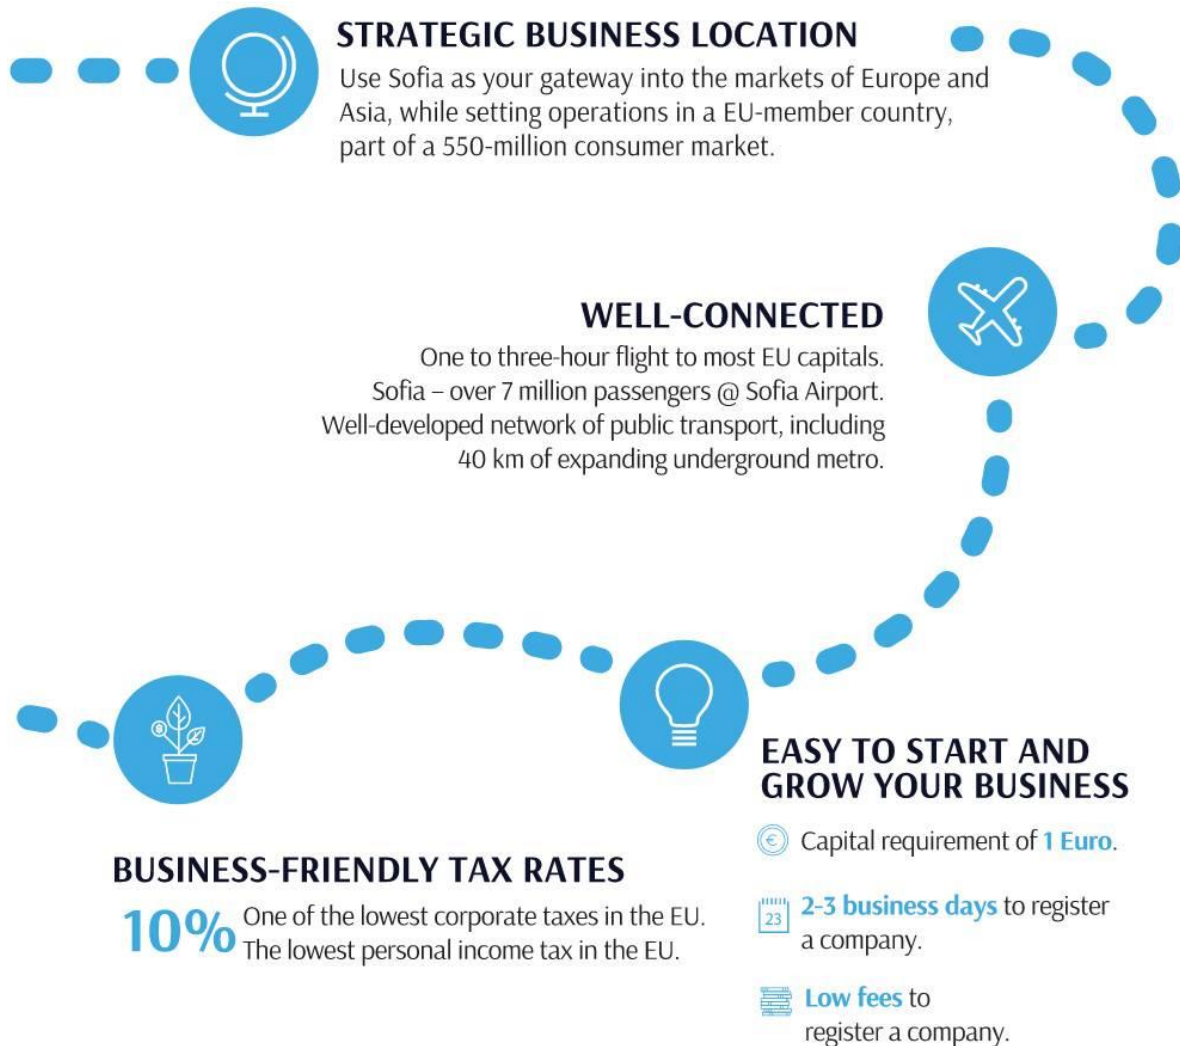 STRATEGIC BUSINESS LOCATION
Use Sofia as your gateway into the markets of Europe and
Asia, while setting operations in a EU-member country,
part of a 550-million consumer market.
WELL-CONNECTED
One to three-hour flight to most EU capitals.
Sofia – over 7 million passengers @ Sofia Airport.
Well-developed network of public transport, including
40 km of expanding underground metro.
EASY TO START AND
GROW YOUR BUSINESS
€ Capital requirement of 1 Euro.
23 2-3 business days to register
a company.
Low fees to
register a company.
BUSINESS-FRIENDLY TAX RATES
10%
One of the lowest corporate taxes in the EU.
The lowest personal income tax in the EU.